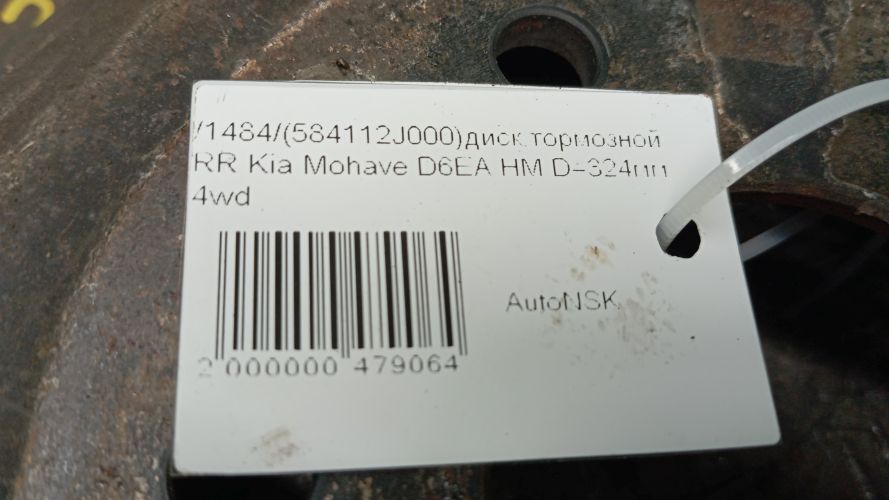 /1484/(584112J000)диск тормозной
RR Kia Mohave D6EA HM D=324мм
4wd
AutoNSK
2 000000 479064